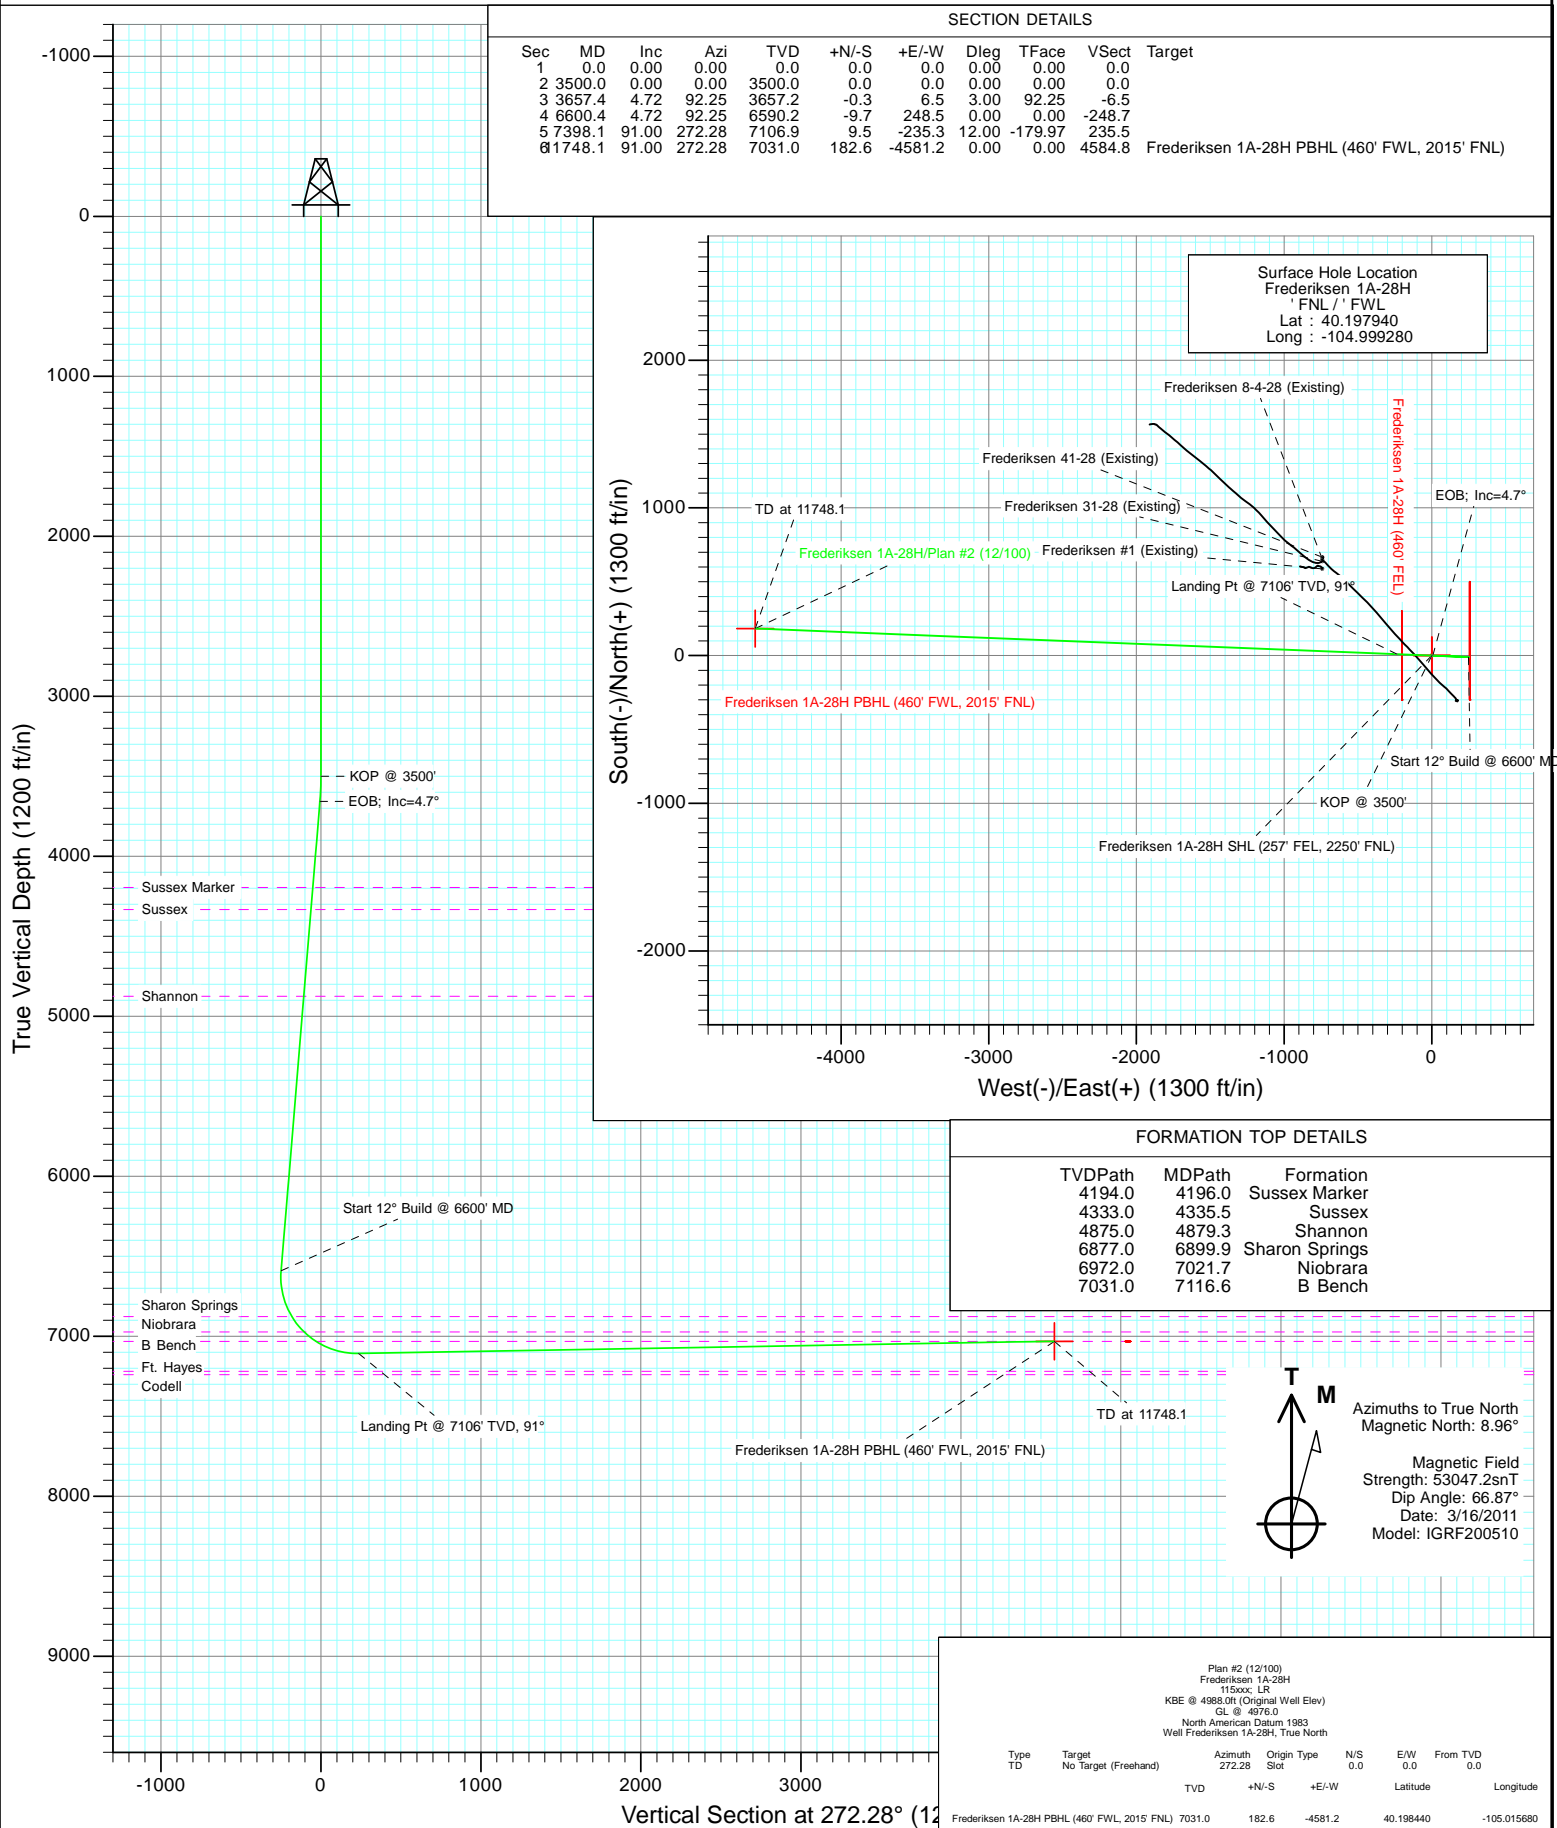 SECTION DETAILS
Sec MD Inc Azi TVD +N/-S +E/-W Dleg TFace VSect Target
1 0.0 0.00 0.00 0.0 0.0 0.0 0.00 0.00 0.0
2 3500.0 0.00 0.00 3500.0 0.0 0.0 0.00 0.00 0.0
3 3657.4 4.72 92.25 3657.2 -0.3 6.5 3.00 92.25 -6.5
4 6600.4 4.72 92.25 6590.2 -9.7 248.5 0.00 0.00 -248.7
5 7398.1 91.00 272.28 7106.9 9.5 -235.3 12.00 -179.97 235.5
6 11748.1 91.00 272.28 7031.0 182.6 -4581.2 0.00 0.00 4584.8 Frederiksen 1A-28H PBHL (460' FWL, 2015' FNL)
-1000
0
1000
2000
3000
4000
5000
6000
7000
8000
9000
True Vertical Depth (1200 ft/in)
KOP @ 3500'
EOB; Inc=4.7°
Sussex Marker
Sussex
Shannon
Start 12° Build @ 6600' MD
Sharon Springs
Niobrara
B Bench
Ft. Hayes
Codell
Landing Pt @ 7106' TVD, 91°
Frederiksen 1A-28H PBHL (460' FWL, 2015' FNL)
TD at 11748.1
-1000 0 1000 2000 3000
Vertical Section at 272.28° (12
Surface Hole Location
Frederiksen 1A-28H
' FNL / ' FWL
Lat : 40.197940
Long : -104.999280
2000
1000
0
-1000
-2000
South(-)/North(+) (1300 ft/in)
Frederiksen 8-4-28 (Existing)
Frederiksen 41-28 (Existing)
Frederiksen 31-28 (Existing)
Frederiksen #1 (Existing)
Frederiksen 1A-28H (460' FEL)
EOB; Inc=4.7°
TD at 11748.1
Frederiksen 1A-28H/Plan #2 (12/100)
Landing Pt @ 7106' TVD, 91°
Frederiksen 1A-28H PBHL (460' FWL, 2015' FNL)
Start 12° Build @ 6600' MD
KOP @ 3500'
Frederiksen 1A-28H SHL (257' FEL, 2250' FNL)
-4000 -3000 -2000 -1000 0
West(-)/East(+) (1300 ft/in)
FORMATION TOP DETAILS
TVDPath MDPath Formation
4194.0 4196.0 Sussex Marker
4333.0 4335.5 Sussex
4875.0 4879.3 Shannon
6877.0 6899.9 Sharon Springs
6972.0 7021.7 Niobrara
7031.0 7116.6 B Bench
T
M
Azimuths to True North
Magnetic North: 8.96°
Magnetic Field
Strength: 53047.2snT
Dip Angle: 66.87°
Date: 3/16/2011
Model: IGRF200510
Plan #2 (12/100)
Frederiksen 1A-28H
115xxx; LR
KBE @ 4988.0ft (Original Well Elev)
GL @ 4976.0
North American Datum 1983
Well Frederiksen 1A-28H, True North
Type Target Azimuth Origin Type N/S E/W From TVD
TD No Target (Freehand) 272.28 Slot 0.0 0.0 0.0
TVD +N/-S +E/-W Latitude Longitude
Frederiksen 1A-28H PBHL (460' FWL, 2015' FNL) 7031.0 182.6 -4581.2 40.198440 -105.015680